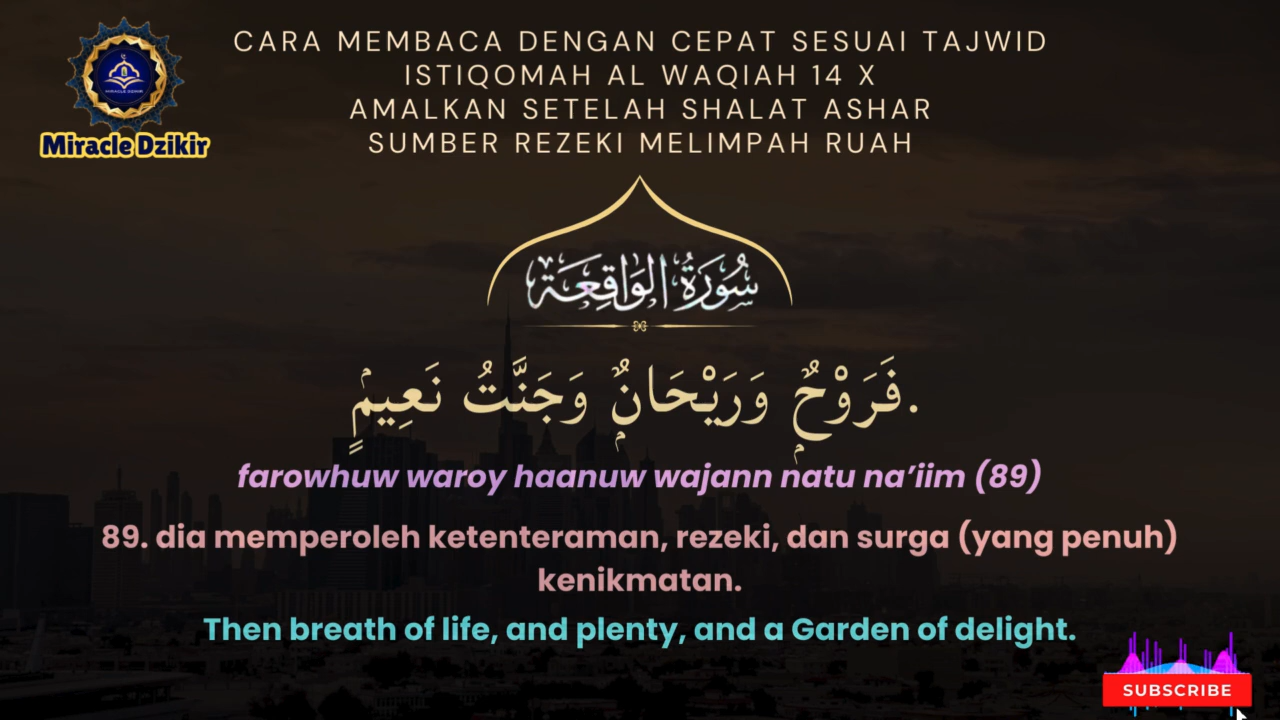 CARA MEMBACA DENGAN CEPAT SESUAI TAJWID
ISTIQOMAH AL WAQIAH 14 X
AMALKAN SETELAH SHALAT ASHAR
SUMBER REZEKI MELIMPAH RUAH
MIRACLE DZIKIR
Miracle Dzikir
سُورَةُ الوَاقِعَة
فَرَوْحٌۭ وَرَيْحَانٌۭ وَجَنَّتُ نَعِيمٍۢ.
farowhuw waroy haanuw wajann natu na’iim (89)
89. dia memperoleh ketenteraman, rezeki, dan surga (yang penuh)
kenikmatan.
Then breath of life, and plenty, and a Garden of delight.
SUBSCRIBE